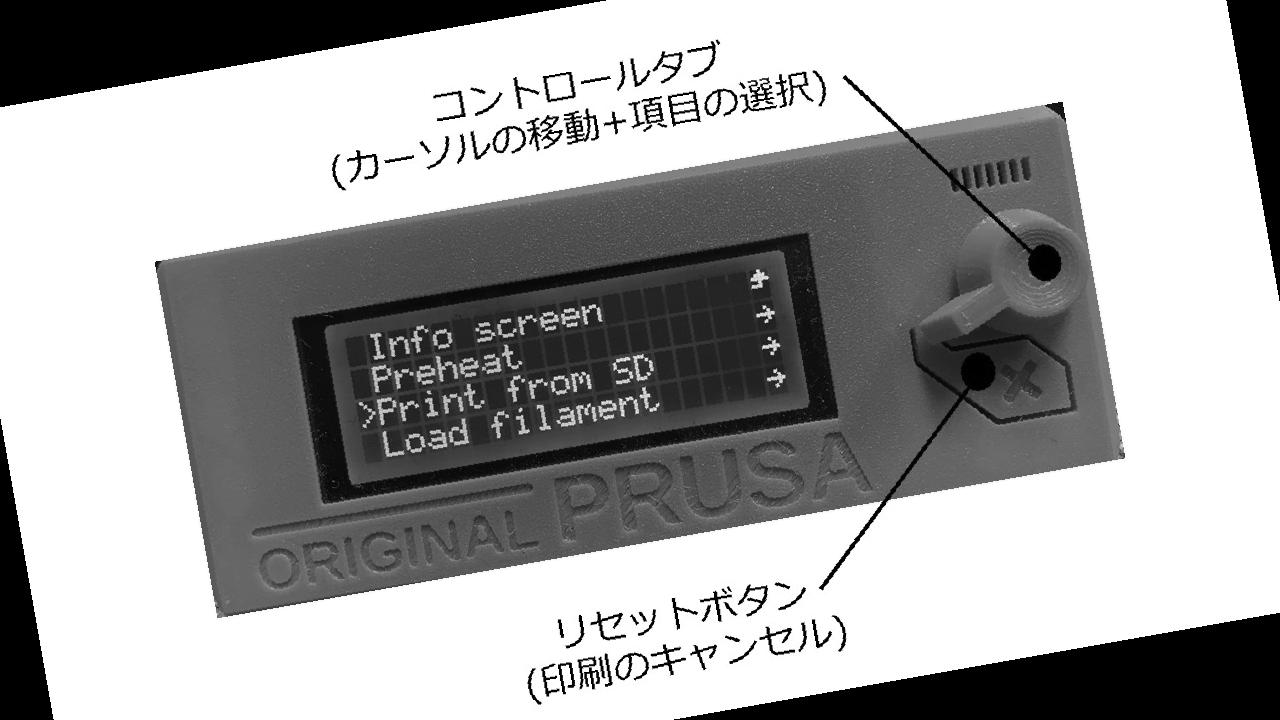 コントロールタブ
(カーソルの移動+項目の選択)
Info screen
Preheat
>Print from SD
Load filament
ORIGINAL PRUSA
リセットボタン
(印刷のキャンセル)